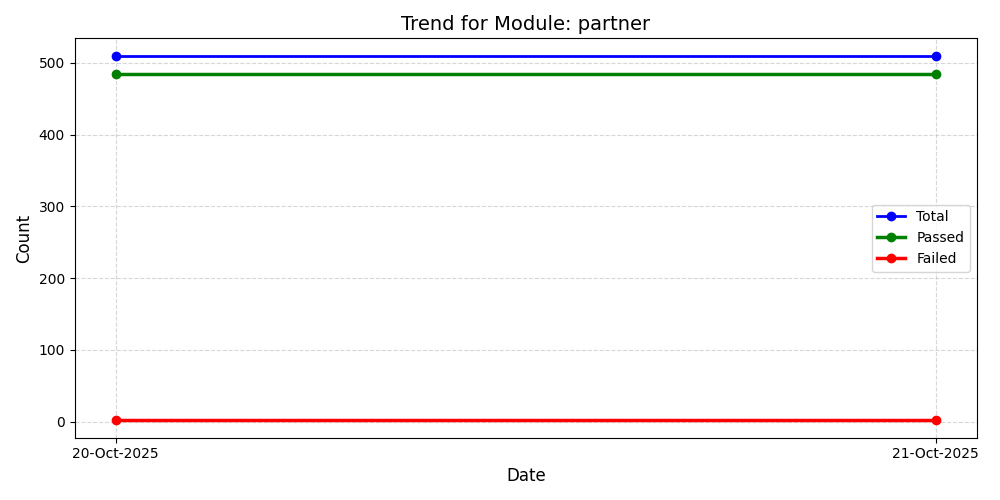 Trend for Module: partner
Count
500
400
300
200
100
0
Total
Passed
Failed
20-Oct-2025
21-Oct-2025
Date